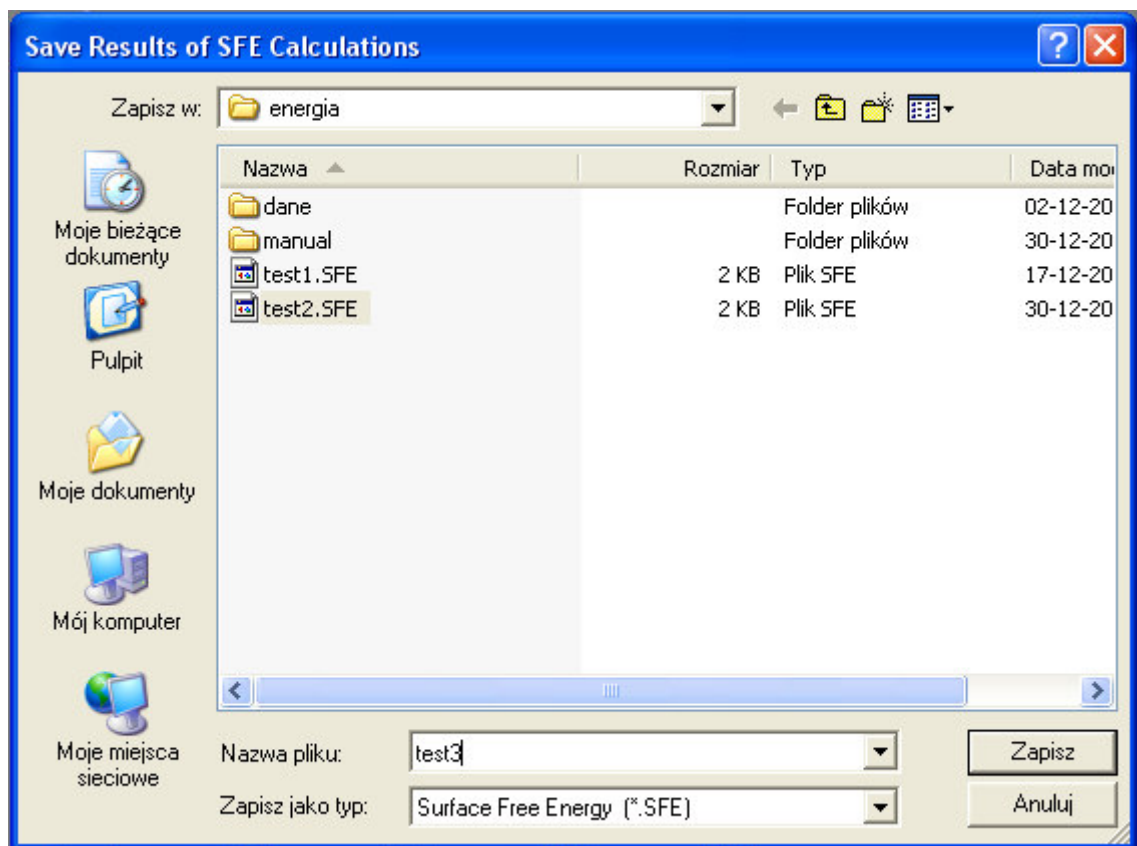 Save Results of SFE Calculations
Zapisz w: energia
Nazwa Rozmiar Typ Data mo
dane Folder plików 02-12-20
manual Folder plików 30-12-20
test1.SFE 2 KB Plik SFE 17-12-20
test2.SFE 2 KB Plik SFE 30-12-20
Moje bieżące
dokumenty
Pulpit
Moje dokumenty
Mój komputer
Moje miejsca
sieciowe
Nazwa pliku: test3 Zapisz
Zapisz jako typ: Surface Free Energy (*.SFE) Anuluj